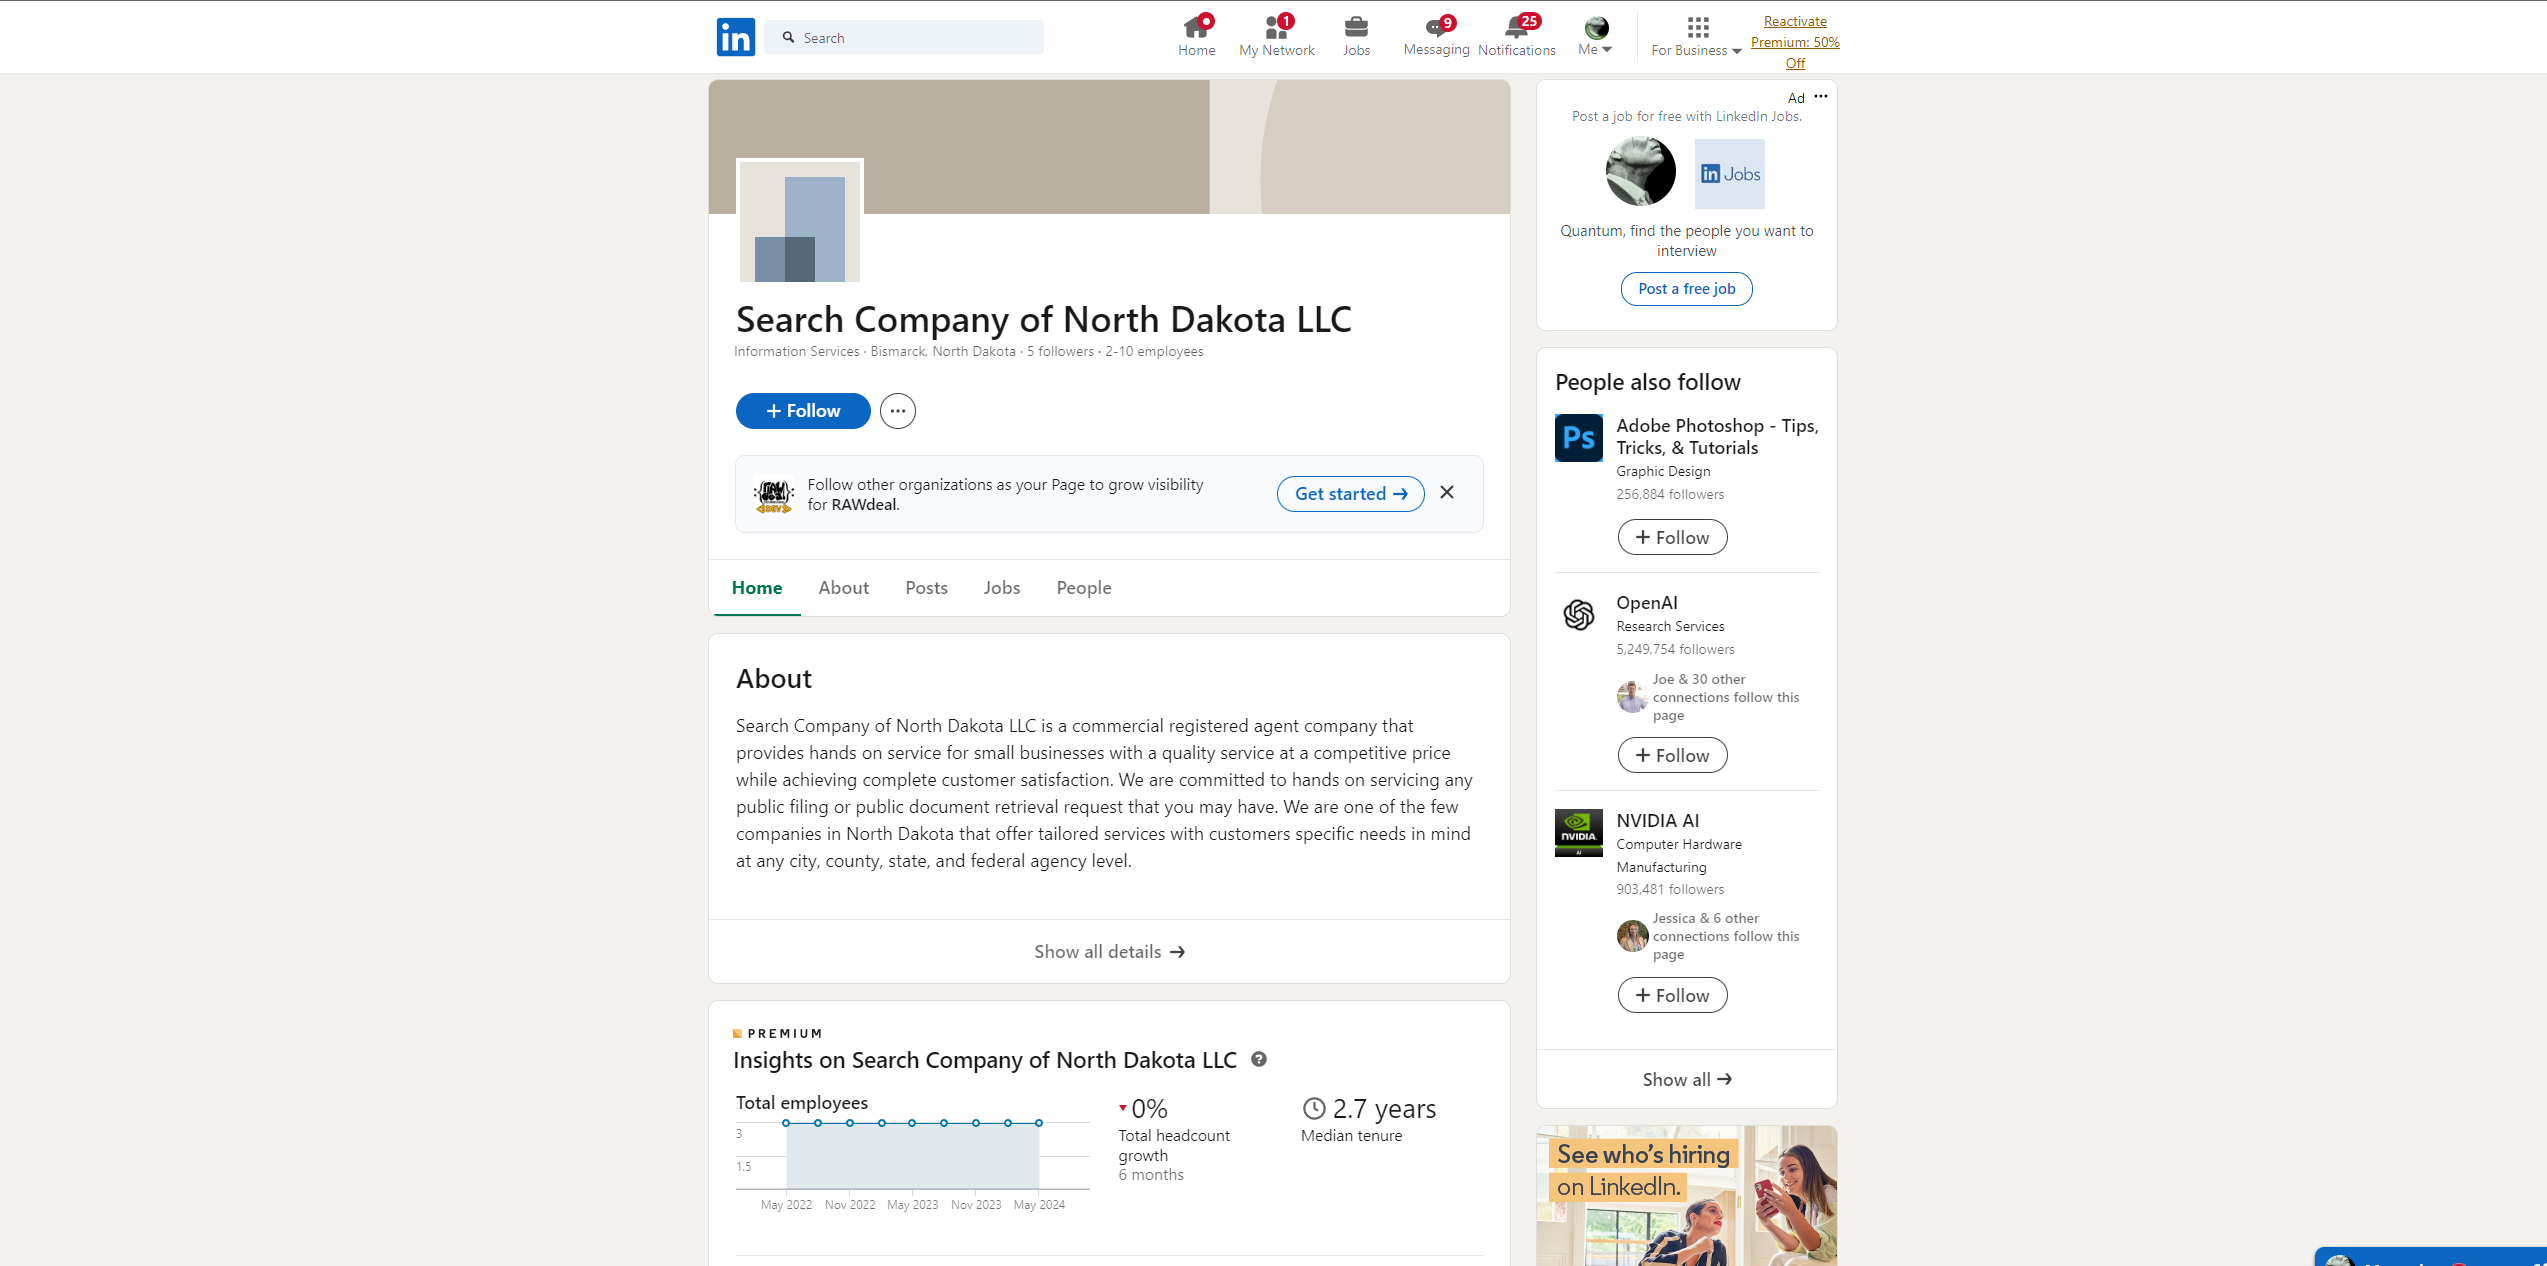 in
Search
Home
1
My Network
Jobs
9
Messaging
25
Notifications
Me
For Business
Reactivate
Premium: 50%
Off
Search Company of North Dakota LLC
Information Services · Bismarck, North Dakota · 5 followers · 2-10 employees
+ Follow
Follow other organizations as your Page to grow visibility
for RAWdeal.
Get started →
Home
About
Posts
Jobs
People
About
Search Company of North Dakota LLC is a commercial registered agent company that
provides hands on service for small businesses with a quality service at a competitive price
while achieving complete customer satisfaction. We are committed to hands on servicing any
public filing or public document retrieval request that you may have. We are one of the few
companies in North Dakota that offer tailored services with customers specific needs in mind
at any city, county, state, and federal agency level.
Show all details →
PREMIUM
Insights on Search Company of North Dakota LLC
Total employees
3
1.5
May 2022
Nov 2022
May 2023
Nov 2023
May 2024
0%
Total headcount
growth
6 months
2.7 years
Median tenure
Ad
Post a job for free with LinkedIn Jobs.
in Jobs
Quantum, find the people you want to
interview
Post a free job
People also follow
Ps
Adobe Photoshop - Tips,
Tricks, & Tutorials
Graphic Design
256,884 followers
+ Follow
OpenAI
Research Services
5,249,754 followers
Joe & 30 other
connections follow this
page
+ Follow
NVIDIA
AI
NVIDIA AI
Computer Hardware
Manufacturing
903,481 followers
Jessica & 6 other
connections follow this
page
+ Follow
Show all →
See who's hiring
on LinkedIn.